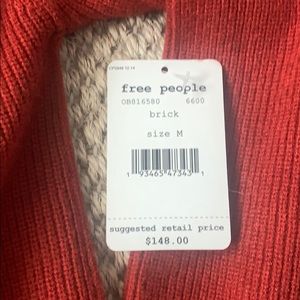 free people
OB016580 6600
brick
size M
1 93465 47343 1
suggested retail price
$148.00